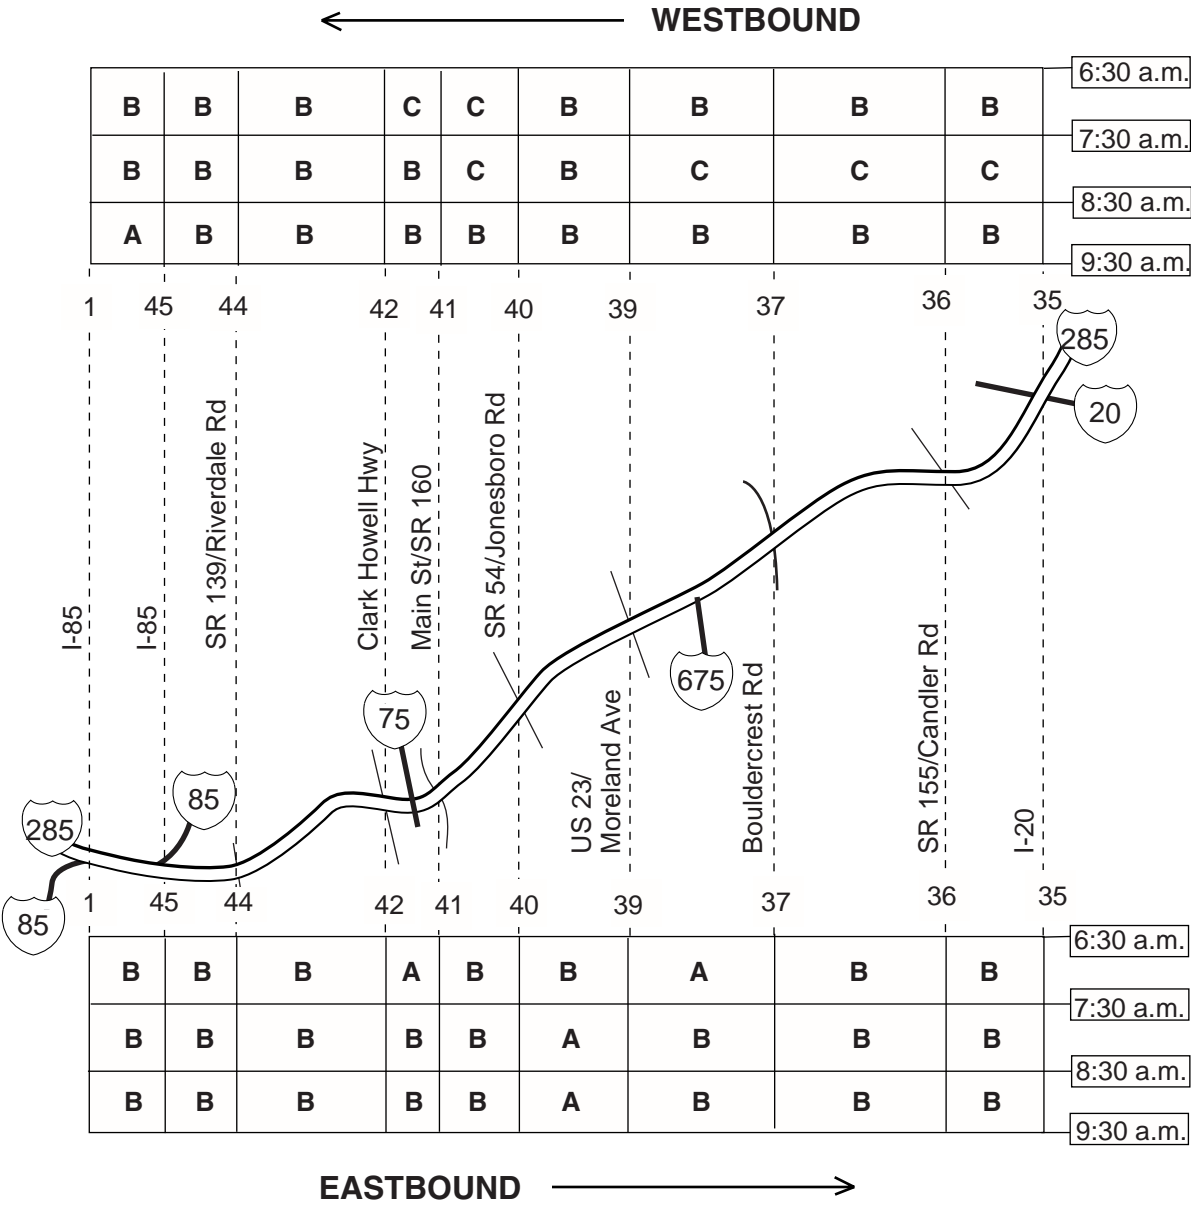 WESTBOUND
6:30 a.m.
B B B C C B B B B
7:30 a.m.
B B B B C B C C C
8:30 a.m.
A B B B B B B B B
9:30 a.m.
1 45 44 42 41 40 39 37 36 35
285
20
I-85
I-85
SR 139/Riverdale Rd
Clark Howell Hwy
Main St/SR 160
SR 54/Jonesboro Rd
US 23/
Moreland Ave
Bouldercrest Rd
SR 155/Candler Rd
I-20
675
75
85
285
85
1 45 44 42 41 40 39 37 36 35
6:30 a.m.
B B B A B B A B B
7:30 a.m.
B B B B B A B B B
8:30 a.m.
B B B B B A B B B
9:30 a.m.
EASTBOUND